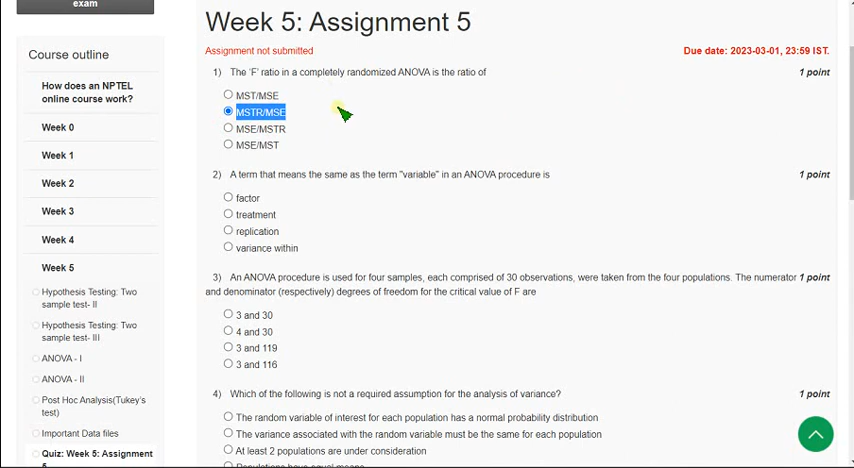 exam
Week 5: Assignment 5
Assignment not submitted
Due date: 2023-03-01, 23:59 IST.
Course outline
How does an NPTEL
online course work?
Week 0
Week 1
Week 2
Week 3
Week 4
Week 5
Hypothesis Testing: Two
sample test- II
Hypothesis Testing: Two
sample test- III
ANOVA - I
ANOVA - II
Post Hoc Analysis(Tukey's
test)
Important Data files
Quiz: Week 5: Assignment
5
1) The 'F' ratio in a completely randomized ANOVA is the ratio of
1 point
MST/MSE
MSTR/MSE
MSE/MSTR
MSE/MST
2) A term that means the same as the term "variable" in an ANOVA procedure is
1 point
factor
treatment
replication
variance within
3) An ANOVA procedure is used for four samples, each comprised of 30 observations, were taken from the four populations. The numerator 1 point
and denominator (respectively) degrees of freedom for the critical value of F are
3 and 30
4 and 30
3 and 119
3 and 116
4) Which of the following is not a required assumption for the analysis of variance?
1 point
The random variable of interest for each population has a normal probability distribution
The variance associated with the random variable must be the same for each population
At least 2 populations are under consideration
Populations have equal means